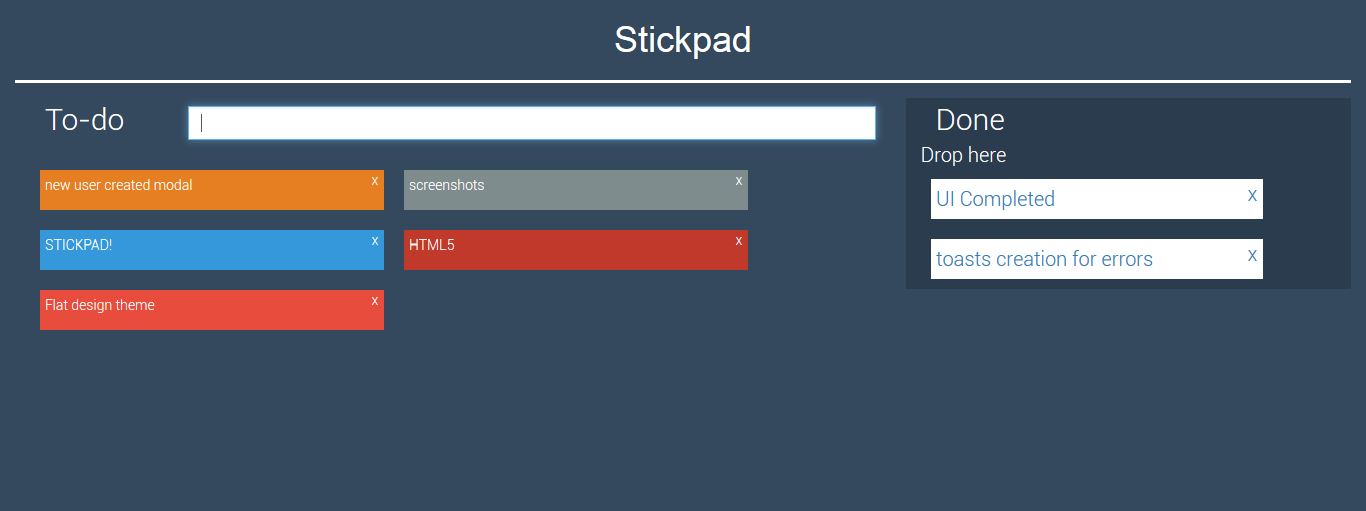 Stickpad
To-do
new user created modal x
screenshots x
STICKPAD! x
HTML5 x
Flat design theme x
Done
Drop here
UI Completed x
toasts creation for errors x